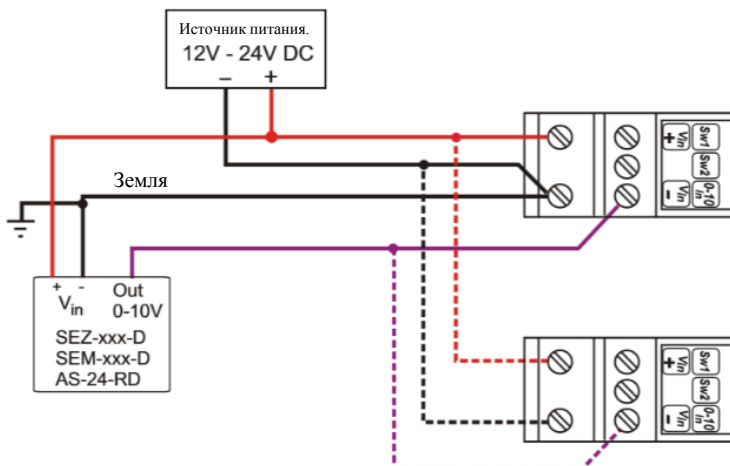 Источник питания.
12V - 24V DC
– +
Земля
+ -
Vin Out
0-10V
SEZ-xxx-D
SEM-xxx-D
AS-24-RD
+ Vin Sw1
Sw2
– Vin 0-10 in
+ Vin Sw1
Sw2
– Vin 0-10 in